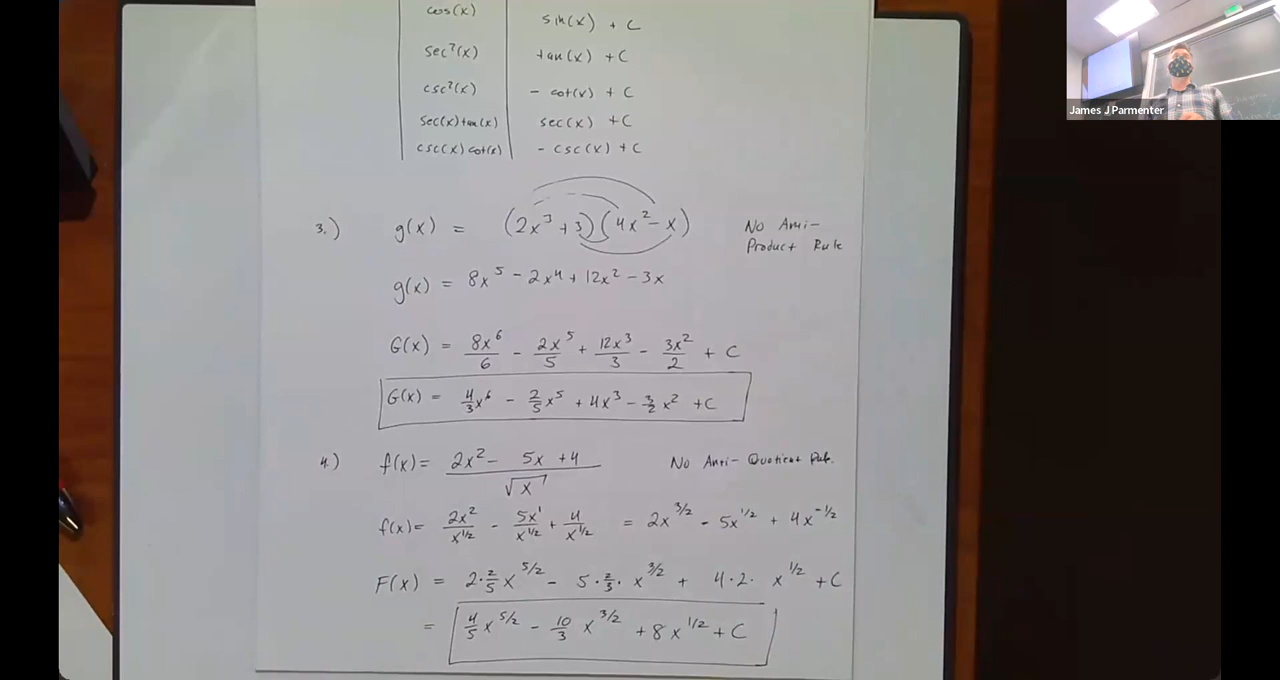 cos(x) sin(x) + C
sec²(x) tan(x) + C
csc²(x) - cot(x) + C
sec(x)tan(x) sec(x) + C
csc(x)cot(x) - csc(x) + C
James J Parmenter
3.) g(x) = (2x³ + 3)(4x² - x) No Anti-
Product Rule
g(x) = 8x⁵ - 2x⁴ + 12x² - 3x
G(x) = 8x⁶/6 - 2x⁵/5 + 12x³/3 - 3x²/2 + C
G(x) = 4/3 x⁶ - 2/5 x⁵ + 4x³ - 3/2 x² + C
4.) f(x) = (2x² - 5x + 4)/√x No Anti-Quotient Rule.
f(x) = 2x²/x^1/2 - 5x¹/x^1/2 + 4/x^1/2 = 2x^3/2 - 5x^1/2 + 4x^-1/2
F(x) = 2·2/5 x^5/2 - 5·2/3· x^3/2 + 4·2· x^1/2 + C
= 4/5 x^5/2 - 10/3 x^3/2 + 8x^1/2 + C